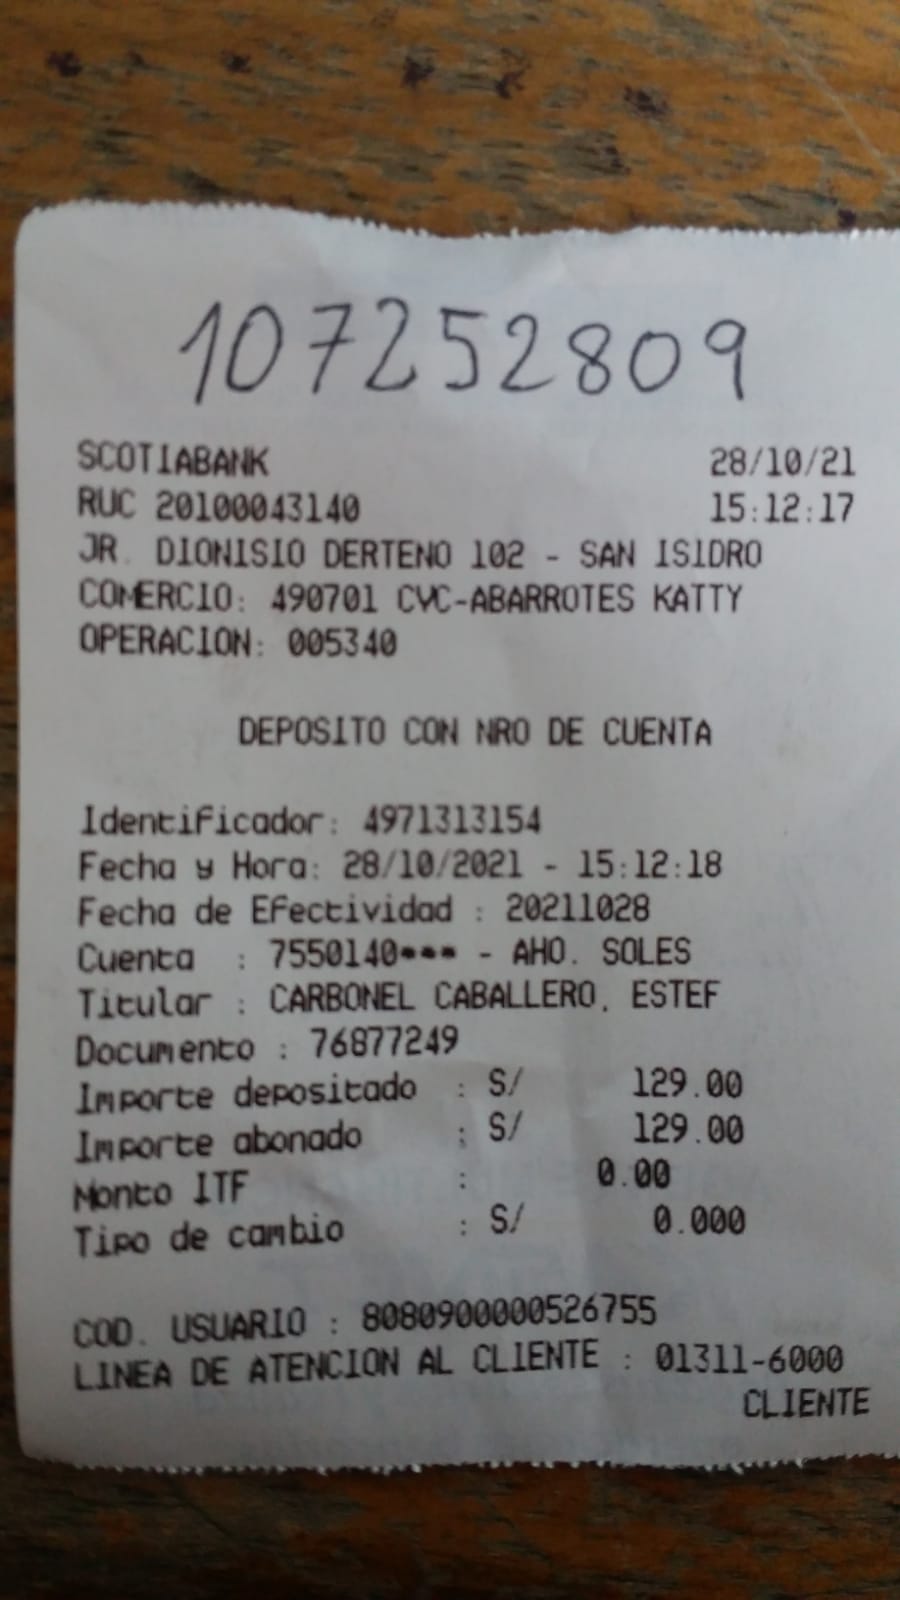 107252809
SCOTIABANK 28/10/21
RUC 20100043140 15:12:17
JR. DIONISIO DERTENO 102 - SAN ISIDRO
COMERCIO: 490701 CYC-ABARROTES KATTY
OPERACION: 005340
DEPOSITO CON NRO DE CUENTA
Identificador: 4971313154
Fecha y Hora: 28/10/2021 - 15:12:18
Fecha de Efectividad : 20211028
Cuenta : 7550140*** - AHO. SOLES
Titular : CARBONEL CABALLERO, ESTEF
Documento : 76877249
Importe depositado : S/ 129.00
Importe abonado : S/ 129.00
Monto ITF : 0.00
Tipo de cambio : S/ 0.000
COD. USUARIO : 8080900000526755
LINEA DE ATENCION AL CLIENTE : 01311-6000
CLIENTE